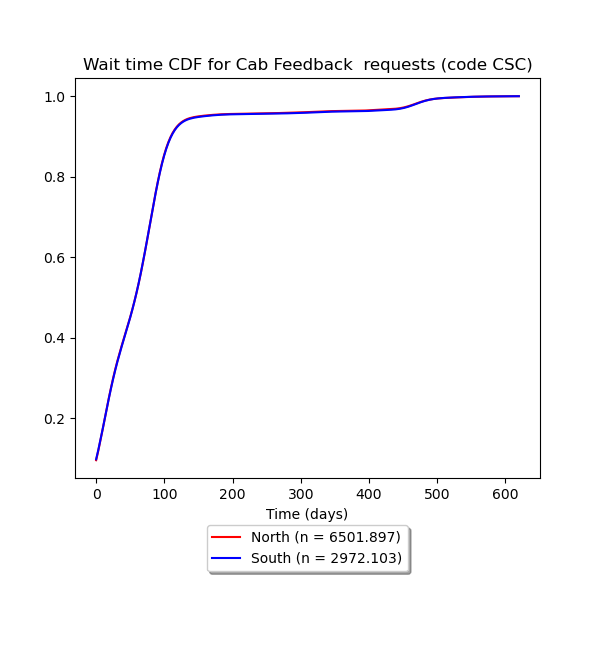 Wait time CDF for Cab Feedback  requests (code CSC)
1.0
0.8
0.6
0.4
0.2
0 100 200 300 400 500 600
Time (days)
North (n = 6501.897)
South (n = 2972.103)